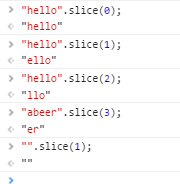 "hello".slice(0);
"hello"
"hello".slice(1);
"ello"
"hello".slice(2);
"llo"
"abeer".slice(3);
"er"
"".slice(1);
""